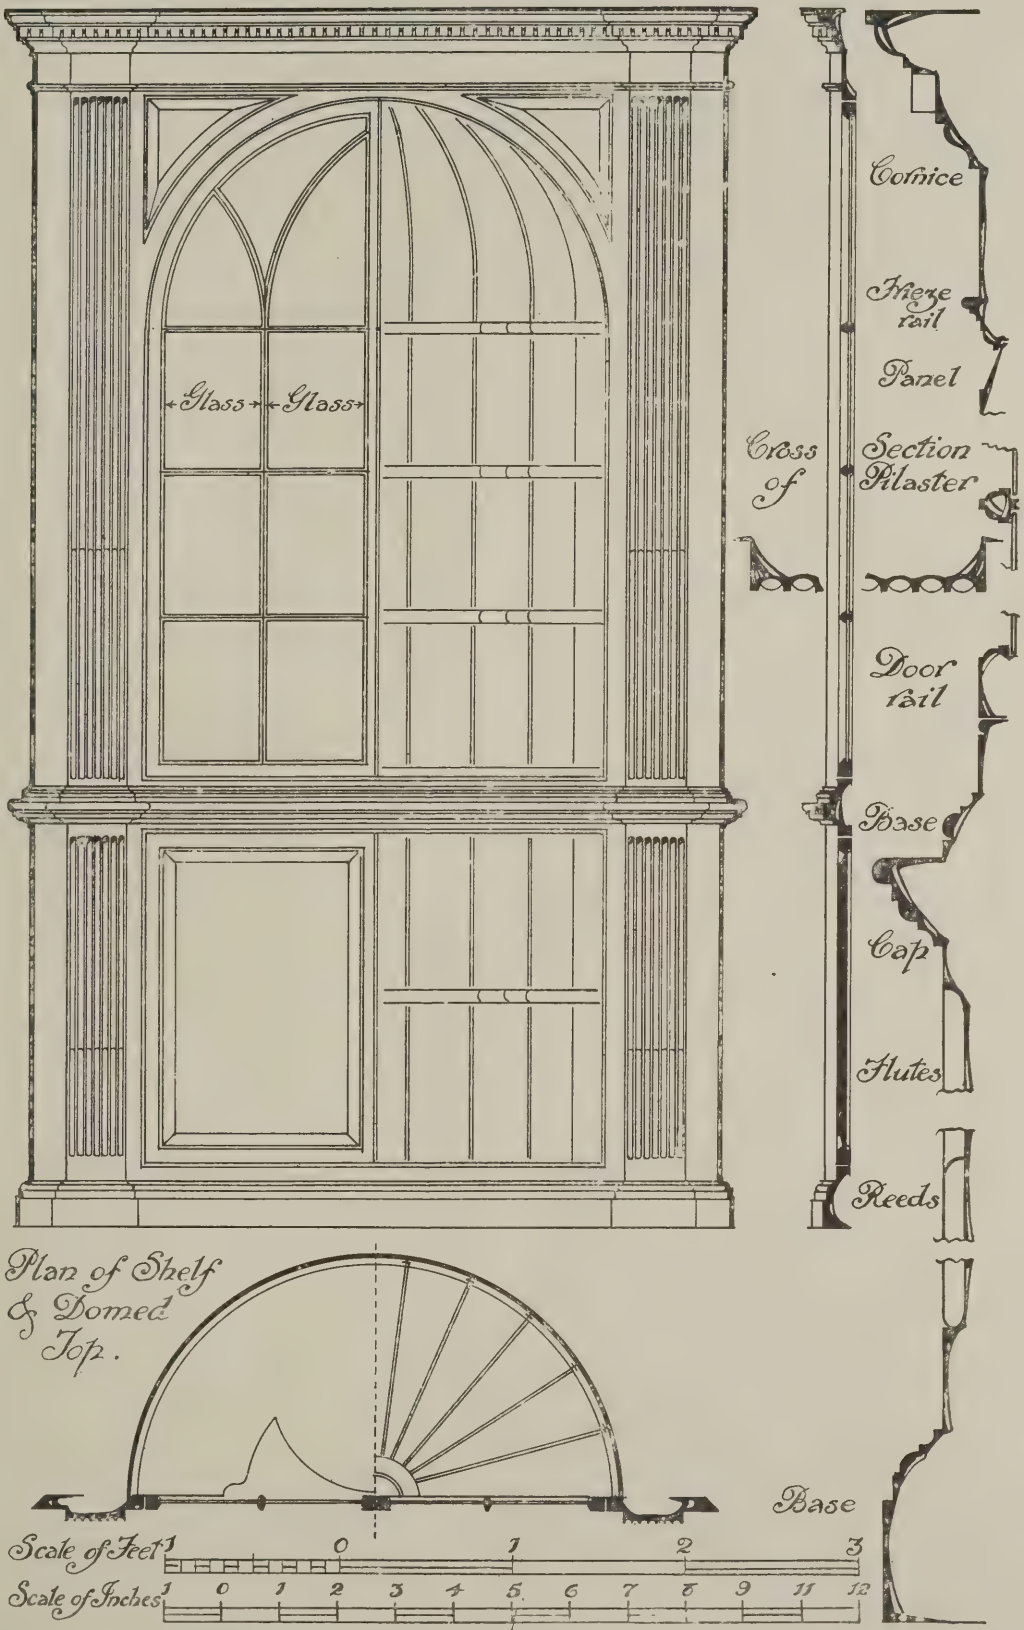 Cornice
Frieze
rail
Panel
Glass Glass
Cross Section
of Pilaster
Door
rail
Base
Cap
Flutes
Reeds
Plan of Shelf
& Domed
Top.
Base
Scale of Feet 1 0 1 2 3
Scale of Inches 1 0 1 2 3 4 5 6 7 8 9 11 12